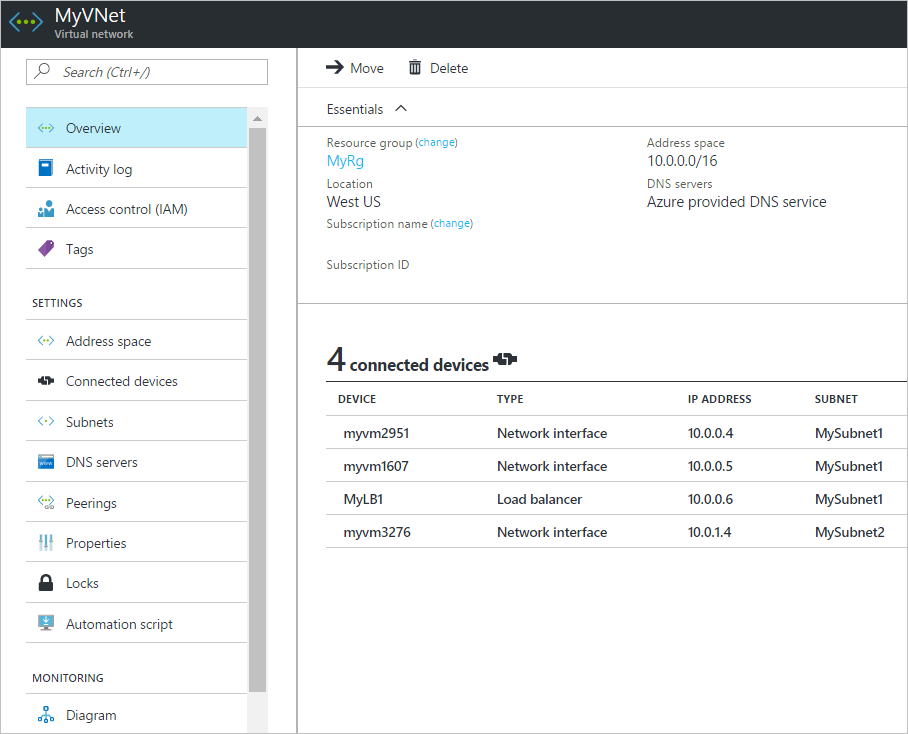 MyVNet
Virtual network
Search (Ctrl+/)
Overview
Activity log
Access control (IAM)
Tags
SETTINGS
Address space
Connected devices
Subnets
DNS servers
Peerings
Properties
Locks
Automation script
MONITORING
Diagram
Move Delete
Essentials
Resource group (change)
MyRg
Location
West US
Subscription name (change)
Subscription ID
Address space
10.0.0.0/16
DNS servers
Azure provided DNS service
4 connected devices
DEVICE TYPE IP ADDRESS SUBNET
myvm2951 Network interface 10.0.0.4 MySubnet1
myvm1607 Network interface 10.0.0.5 MySubnet1
MyLB1 Load balancer 10.0.0.6 MySubnet1
myvm3276 Network interface 10.0.1.4 MySubnet2